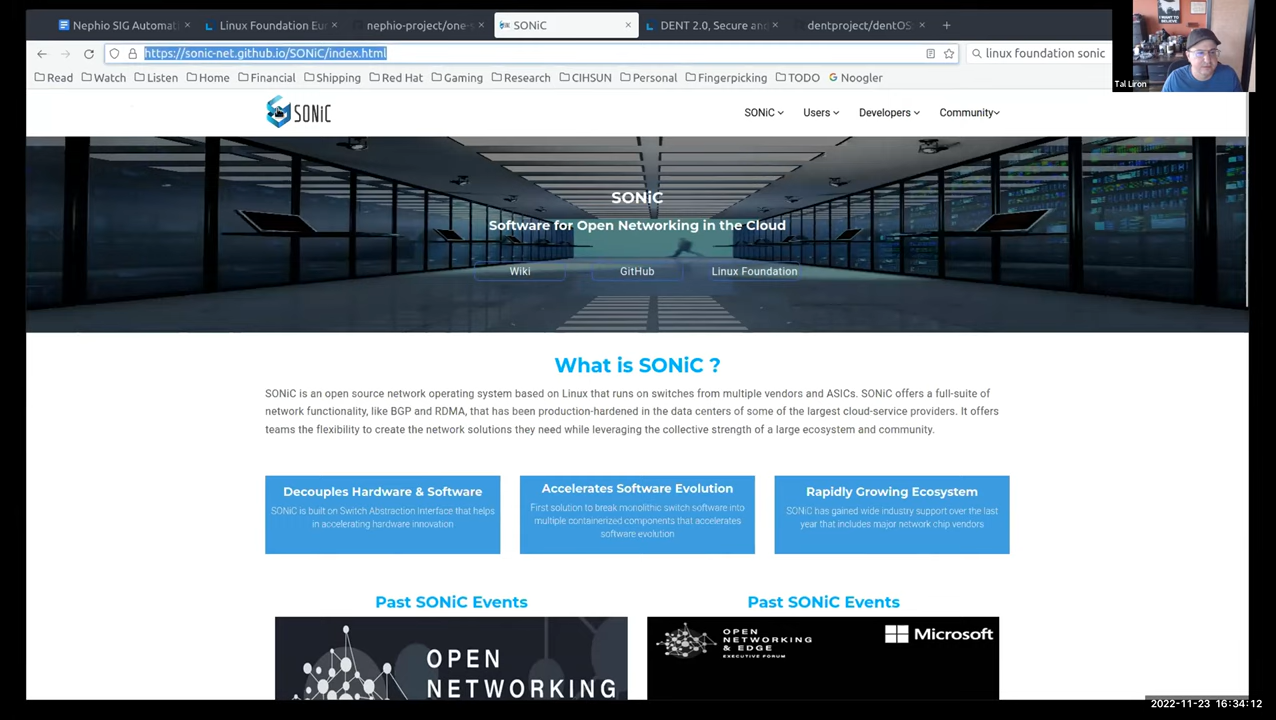 Nephio SIG Automati
Linux Foundation Eur
nephio-project/one-
SONiC
DENT 2.0, Secure an
dentproject/dentOS
https://sonic-net.github.io/SONiC/index.html
linux foundation sonic
Read
Watch
Listen
Home
Financial
Shipping
Red Hat
Gaming
Research
CIHSUN
Personal
Fingerpicking
TODO
Noogler
I WANT TO
BELIEVE
Tal Liron
SONiC
SONiC
Users
Developers
Community
SONiC
Software for Open Networking in the Cloud
Wiki
GitHub
Linux Foundation
What is SONiC ?
SONiC is an open source network operating system based on Linux that runs on switches from multiple vendors and ASICs. SONiC offers a full-suite of
network functionality, like BGP and RDMA, that has been production-hardened in the data centers of some of the largest cloud-service providers. It offers
teams the flexibility to create the network solutions they need while leveraging the collective strength of a large ecosystem and community.
Decouples Hardware & Software
SONiC is built on Switch Abstraction Interface that helps
in accelerating hardware innovation
Accelerates Software Evolution
First solution to break monolithic switch software into
multiple containerized components that accelerates
software evolution
Rapidly Growing Ecosystem
SONiC has gained wide industry support over the last
year that includes major network chip vendors
Past SONiC Events
OPEN
NETWORKING
Past SONiC Events
OPEN
NETWORKING
& EDGE
EXECUTIVE FORUM
Microsoft
2022-11-23 16:34:12